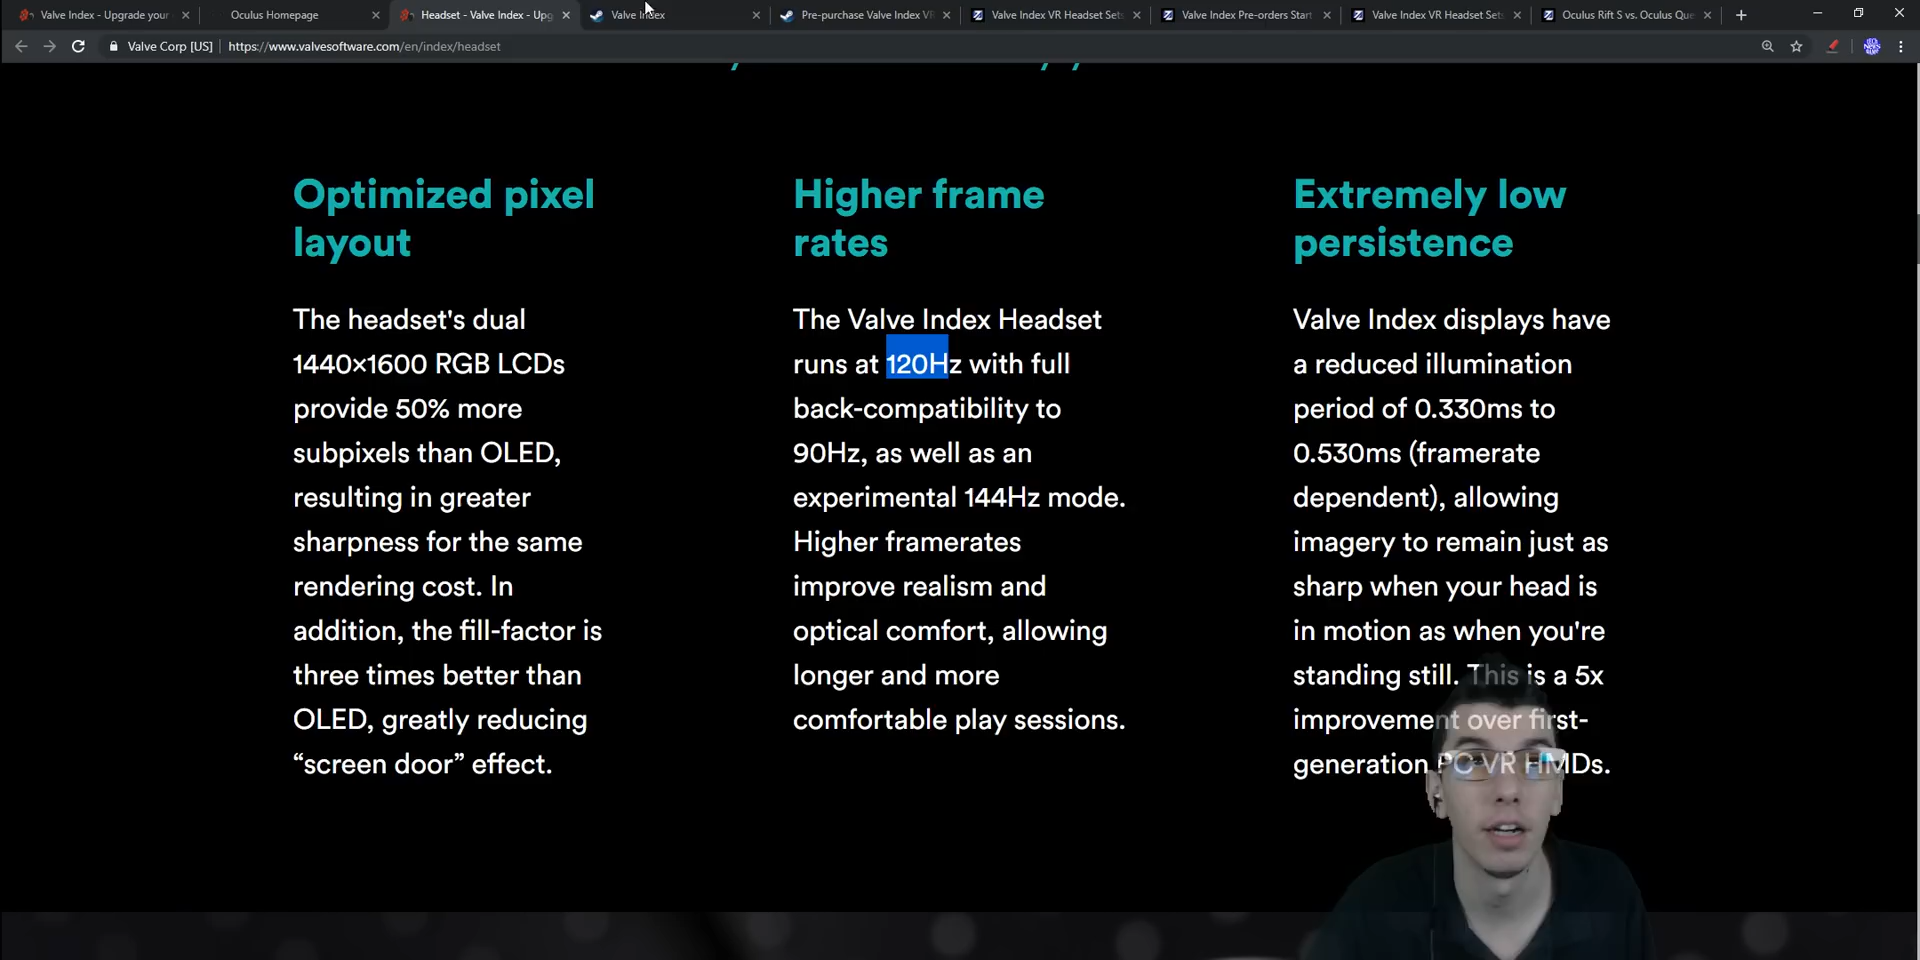 Valve Index - Upgrade your
Oculus Homepage
Headset - Valve Index - Upg
Valve Index
Pre-purchase Valve Index VR
Valve Index VR Headset Sets
Valve Index Pre-orders Start
Valve Index VR Headset Sets
Oculus Rift S vs. Oculus Que
Valve Corp [US] | https://www.valvesoftware.com/en/index/headset
Optimized pixel
layout
The headset's dual
1440×1600 RGB LCDs
provide 50% more
subpixels than OLED,
resulting in greater
sharpness for the same
rendering cost. In
addition, the fill-factor is
three times better than
OLED, greatly reducing
“screen door” effect.
Higher frame
rates
The Valve Index Headset
runs at 120Hz with full
back-compatibility to
90Hz, as well as an
experimental 144Hz mode.
Higher framerates
improve realism and
optical comfort, allowing
longer and more
comfortable play sessions.
Extremely low
persistence
Valve Index displays have
a reduced illumination
period of 0.330ms to
0.530ms (framerate
dependent), allowing
imagery to remain just as
sharp when your head is
in motion as when you're
standing still. This is a 5x
improvement over first-
generation PC VR HMDs.